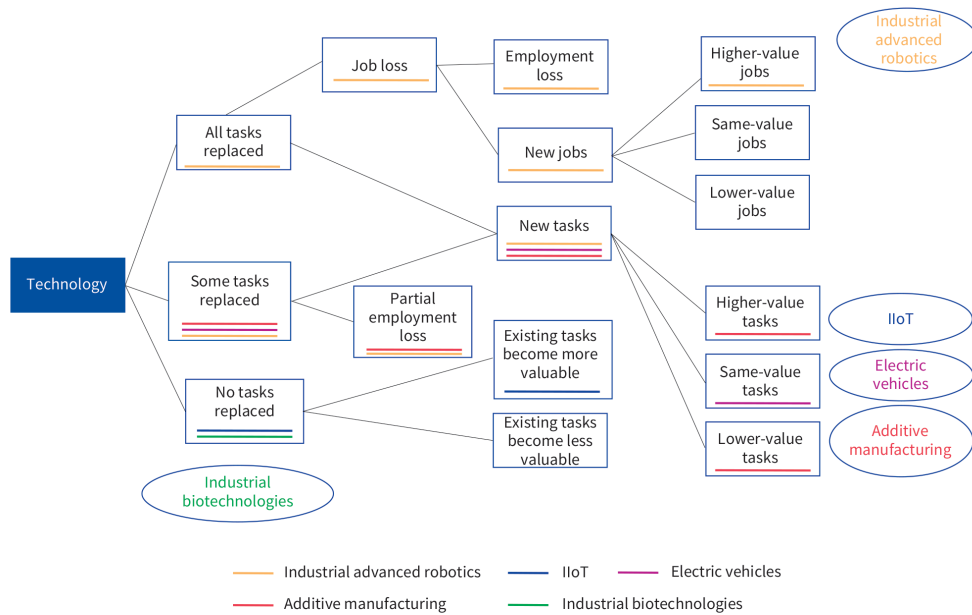 Industrial
advanced
robotics
Job loss
Employment
loss
Higher-value
jobs
All tasks
replaced
New jobs
Same-value
jobs
Lower-value
jobs
New tasks
Technology
Some tasks
replaced
Partial
employment
loss
Higher-value
tasks
IIoT
Existing tasks
become more
valuable
Same-value
tasks
Electric
vehicles
No tasks
replaced
Existing tasks
become less
valuable
Lower-value
tasks
Additive
manufacturing
Industrial
biotechnologies
Industrial advanced robotics
IIoT
Electric vehicles
Additive manufacturing
Industrial biotechnologies